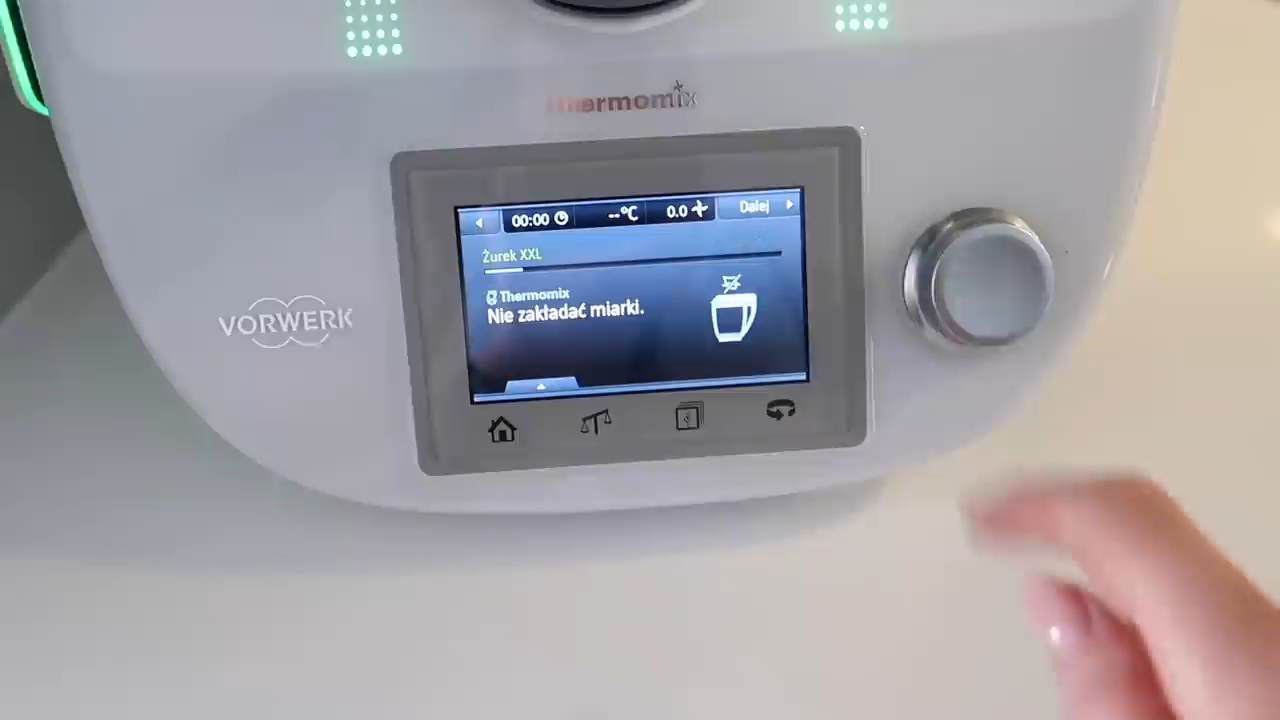 thermomix
00:00 --°C 0.0 Dalej
Żurek XXL
Thermomix
Nie zakładać miarki.
VORWERK